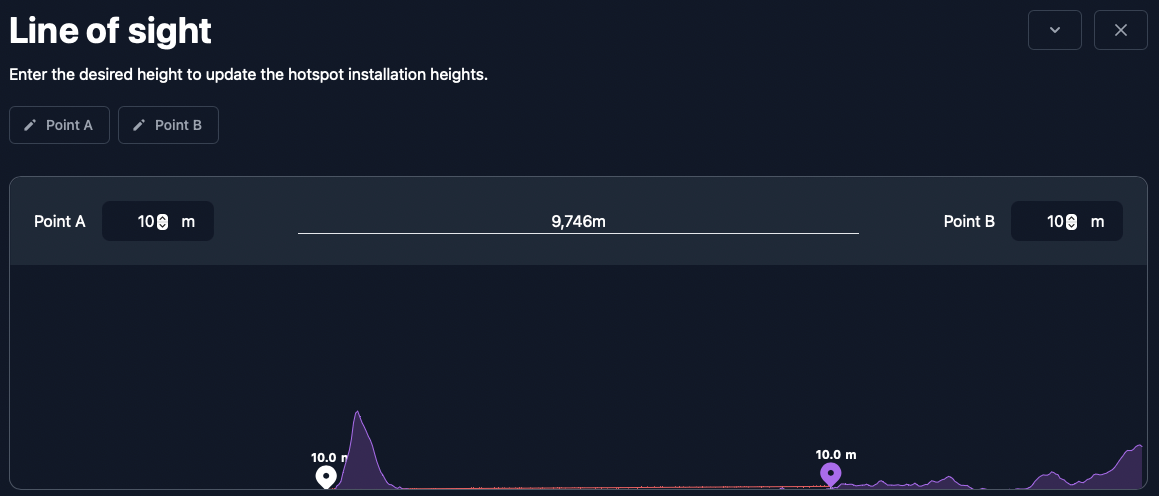 Line of sight
Enter the desired height to update the hotspot installation heights.
Point A
Point B
Point A
10 m
9,746m
Point B
10 m
10.0 m
10.0